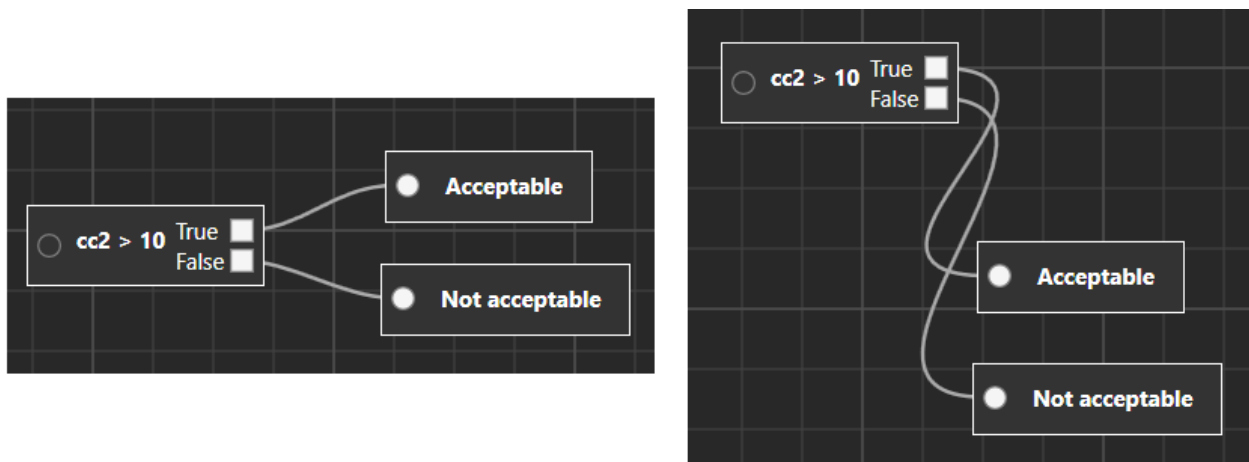 cc2 > 10 True
False
Acceptable
Not acceptable
cc2 > 10 True
False
Acceptable
Not acceptable